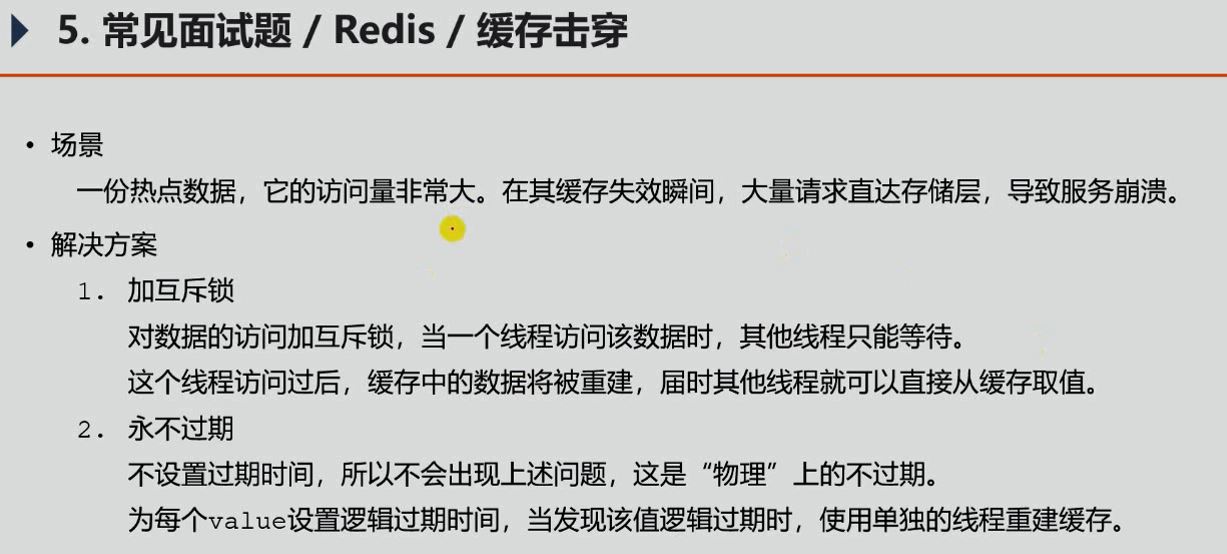 5. 常见面试题 / Redis / 缓存击穿
• 场景
一份热点数据，它的访问量非常大。在其缓存失效瞬间，大量请求直达存储层，导致服务崩溃。
• 解决方案
1. 加互斥锁
对数据的访问加互斥锁，当一个线程访问该数据时，其他线程只能等待。
这个线程访问过后，缓存中的数据将被重建，届时其他线程就可以直接从缓存取值。
2. 永不过期
不设置过期时间，所以不会出现上述问题，这是“物理”上的不过期。
为每个value设置逻辑过期时间，当发现该值逻辑过期时，使用单独的线程重建缓存。